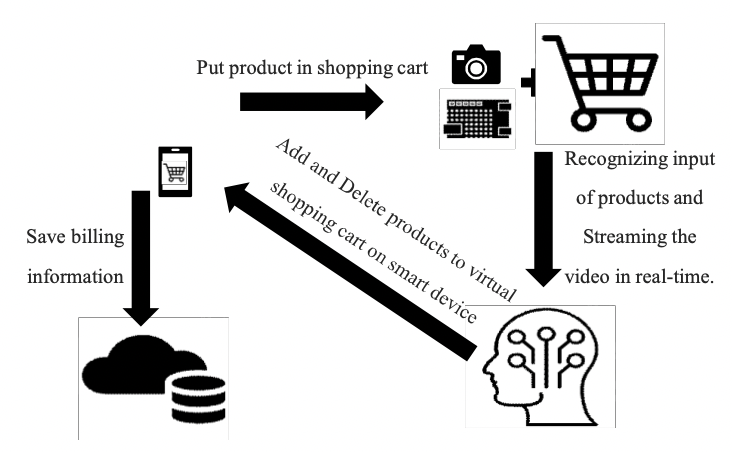 Put product in shopping cart
Add and Delete products to virtual
shopping cart on smart device
Recognizing input
of products and
Streaming the
video in real-time.
Save billing
information